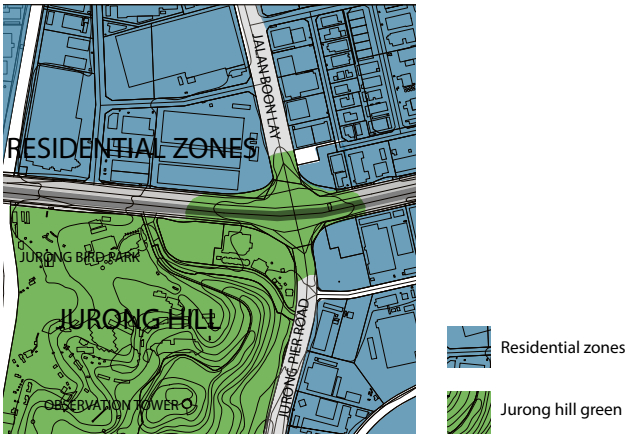 JALAN BOON LAY
RESIDENTIAL ZONES
JURONG BIRD PARK
JURONG HILL
JURONG PIER ROAD
OBSERVATION TOWER
Residential zones
Jurong hill green